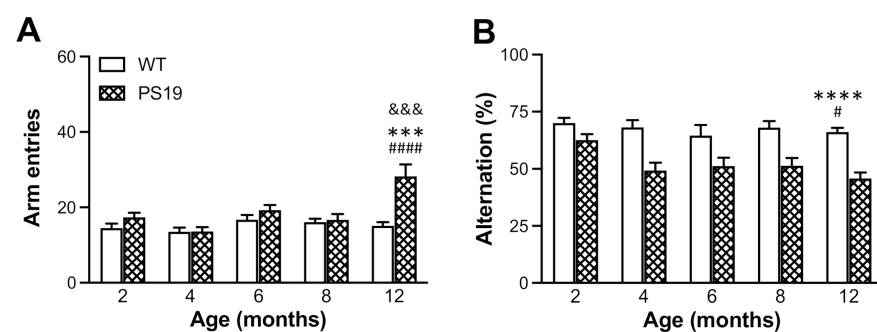 A
60
40
20
0
Arm entries
WT
PS19
&&&
***
####
2 4 6 8 12
Age (months)
B
100
75
50
25
0
Alternation (%)
****
#
2 4 6 8 12
Age (months)